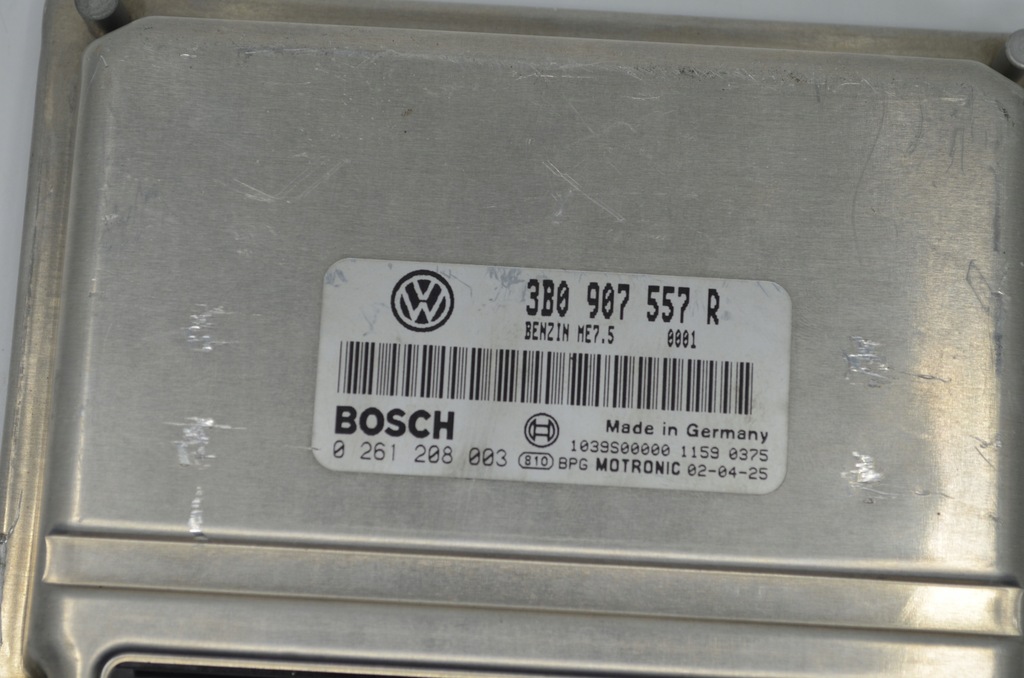 3B0 907 557 R
BENZIN ME7.5 0001
BOSCH
Made in Germany
1039S00000 1159 0375
0 261 208 003
810 BPG MOTRONIC 02-04-25